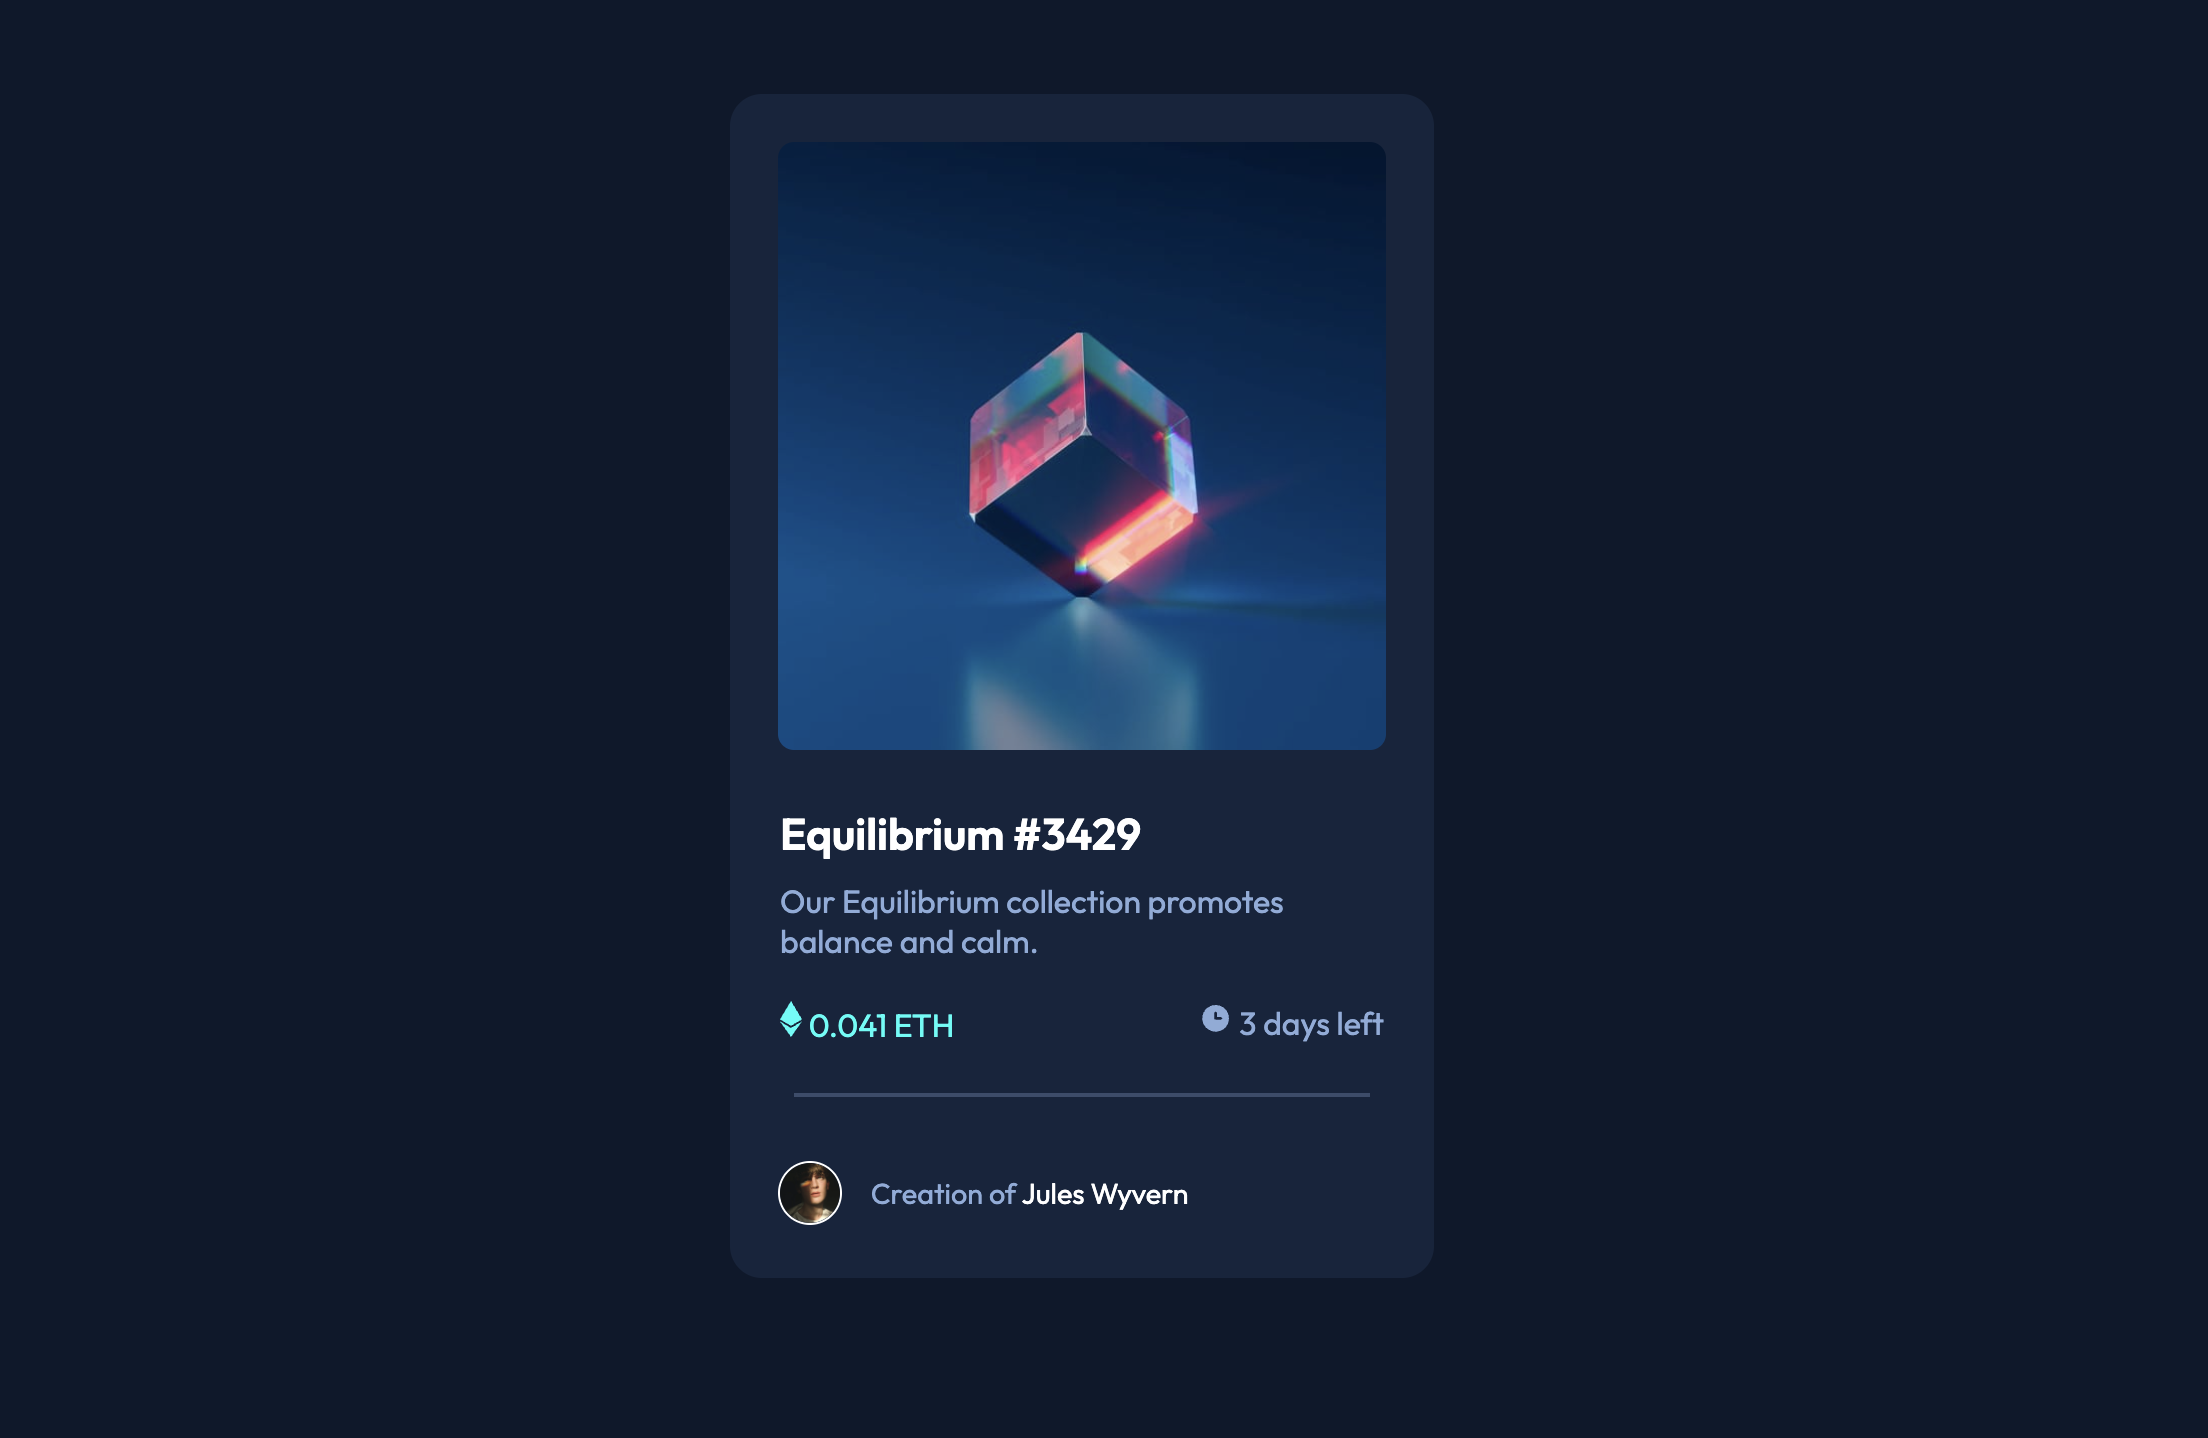 Equilibrium #3429
Our Equilibrium collection promotes
balance and calm.
0.041 ETH
3 days left
Creation of Jules Wyvern